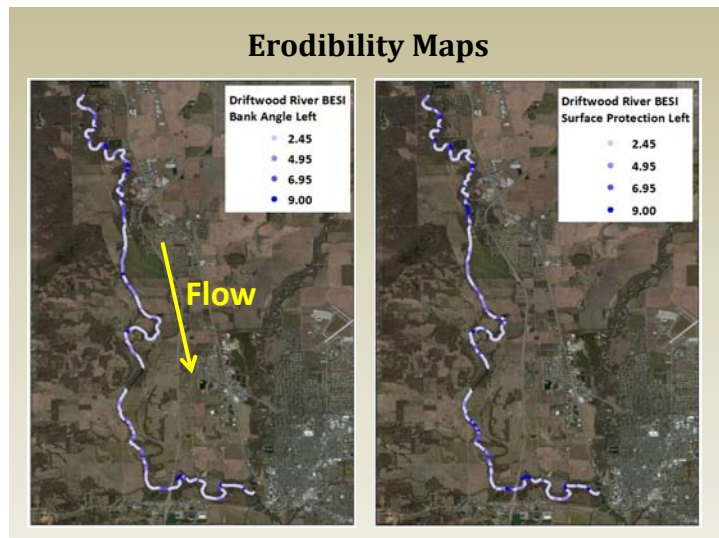 Erodibility Maps
Driftwood River BESI
Bank Angle Left
2.45
4.95
6.95
9.00
Flow
Driftwood River BESI
Surface Protection Left
2.45
4.95
6.95
9.00